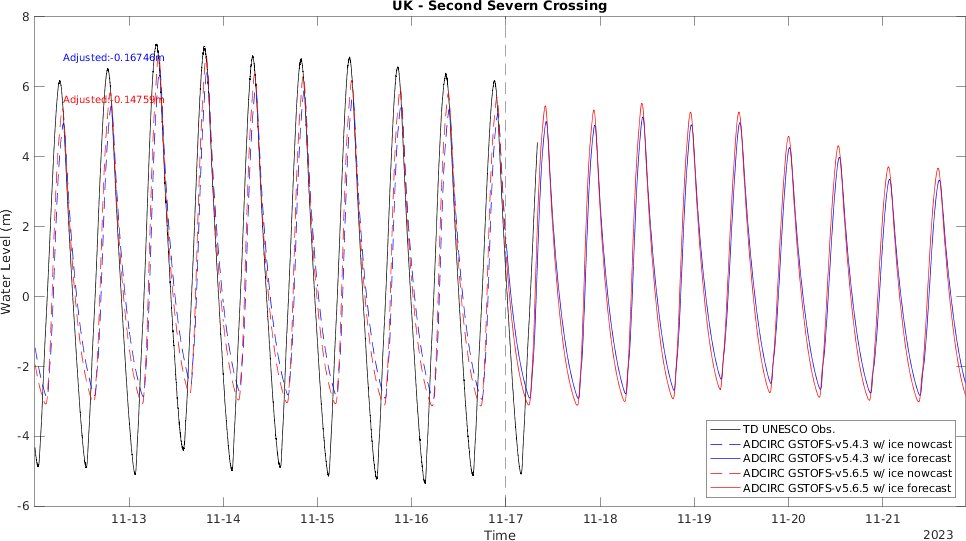 UK - Second Severn Crossing
8
6
4
2
0
-2
-4
-6
Water Level (m)
Adjusted:-0.16746m
Adjusted:-0.14759m
TD UNESCO Obs.
ADCIRC GSTOFS-v5.4.3 w/ ice nowcast
ADCIRC GSTOFS-v5.4.3 w/ ice forecast
ADCIRC GSTOFS-v5.6.5 w/ ice nowcast
ADCIRC GSTOFS-v5.6.5 w/ ice forecast
11-13 11-14 11-15 11-16 11-17 11-18 11-19 11-20 11-21
Time
2023